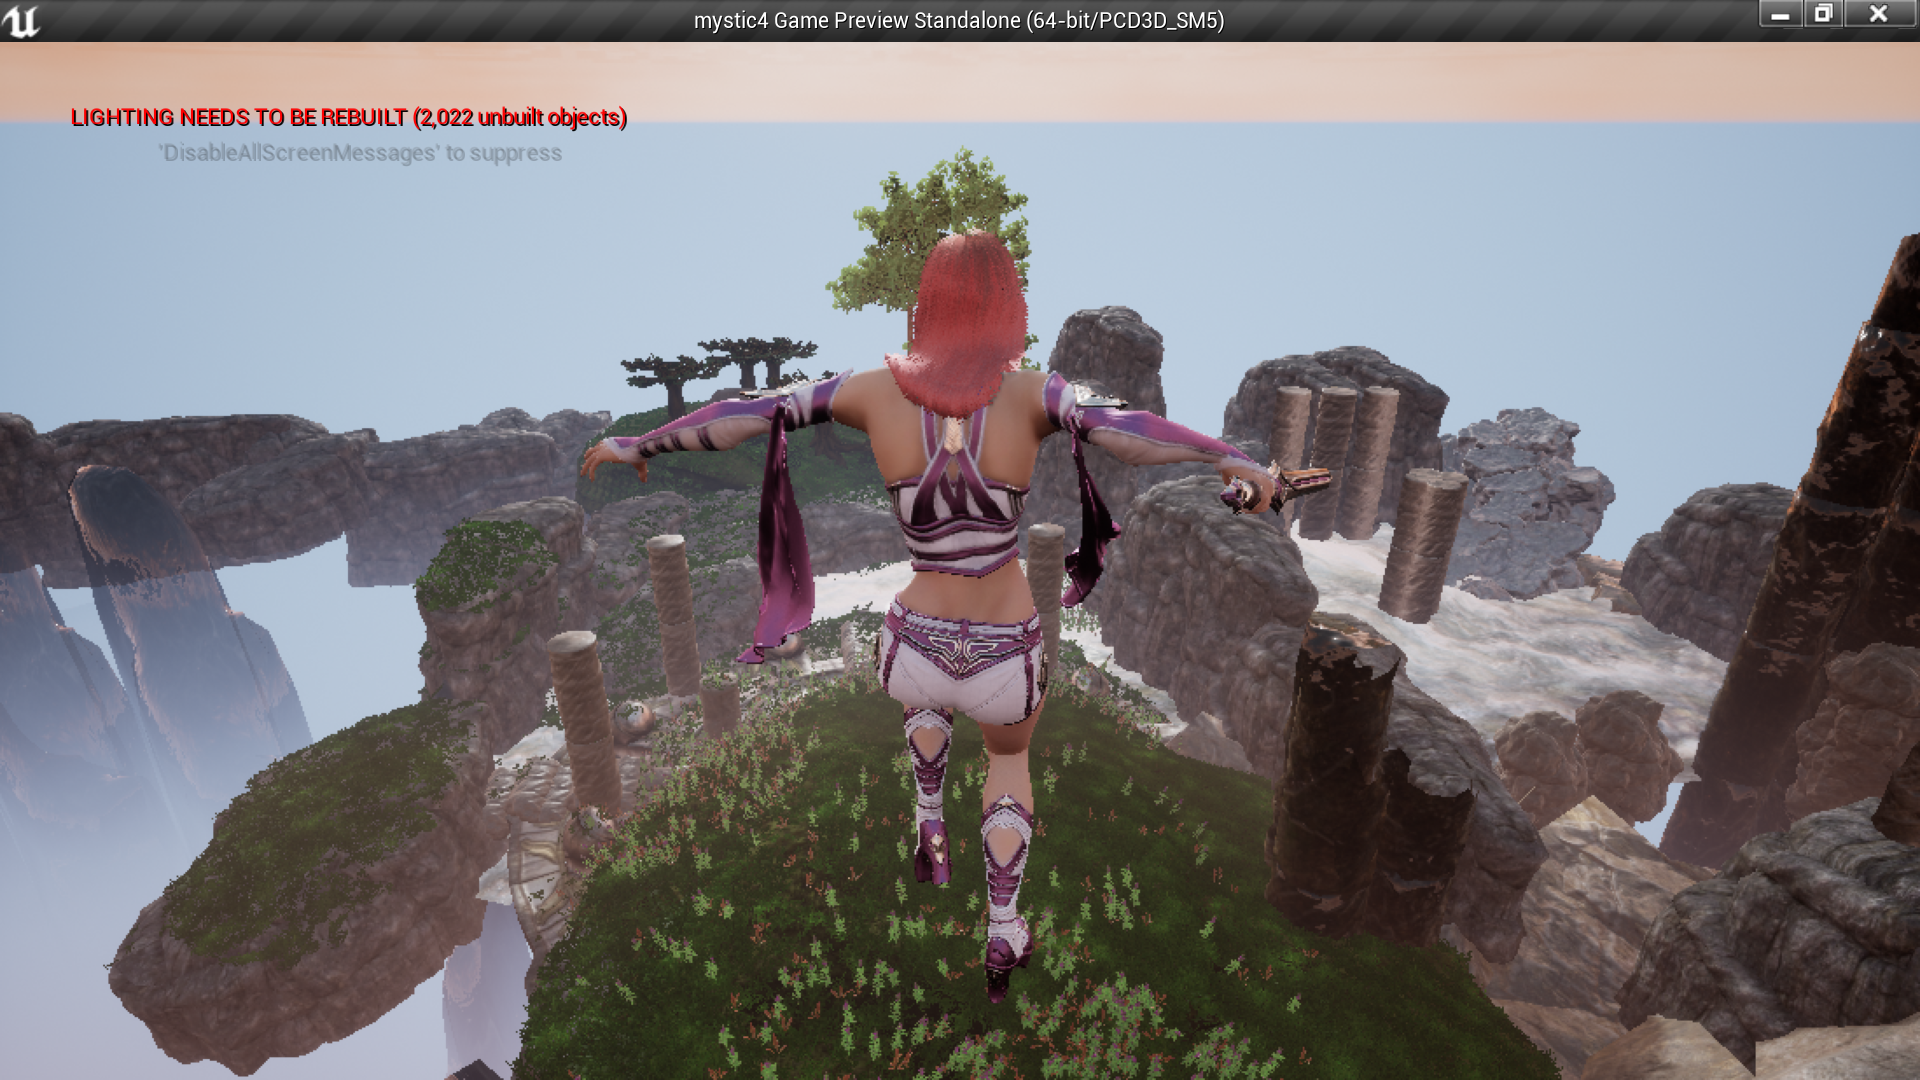 mystic4 Game Preview Standalone (64-bit/PCD3D_SM5)
LIGHTING NEEDS TO BE REBUILT (2,022 unbuilt objects)
'DisableAllScreenMessages' to suppress